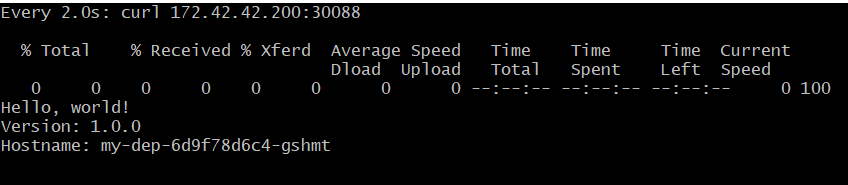 Every 2.0s: curl 172.42.42.200:30088
% Total % Received % Xferd Average Speed Time Time Time Current
Dload Upload Total Spent Left Speed
0 0 0 0 0 0 0 0 --:--:-- --:--:-- --:--:-- 0 100
Hello, world!
Version: 1.0.0
Hostname: my-dep-6d9f78d6c4-gshmt